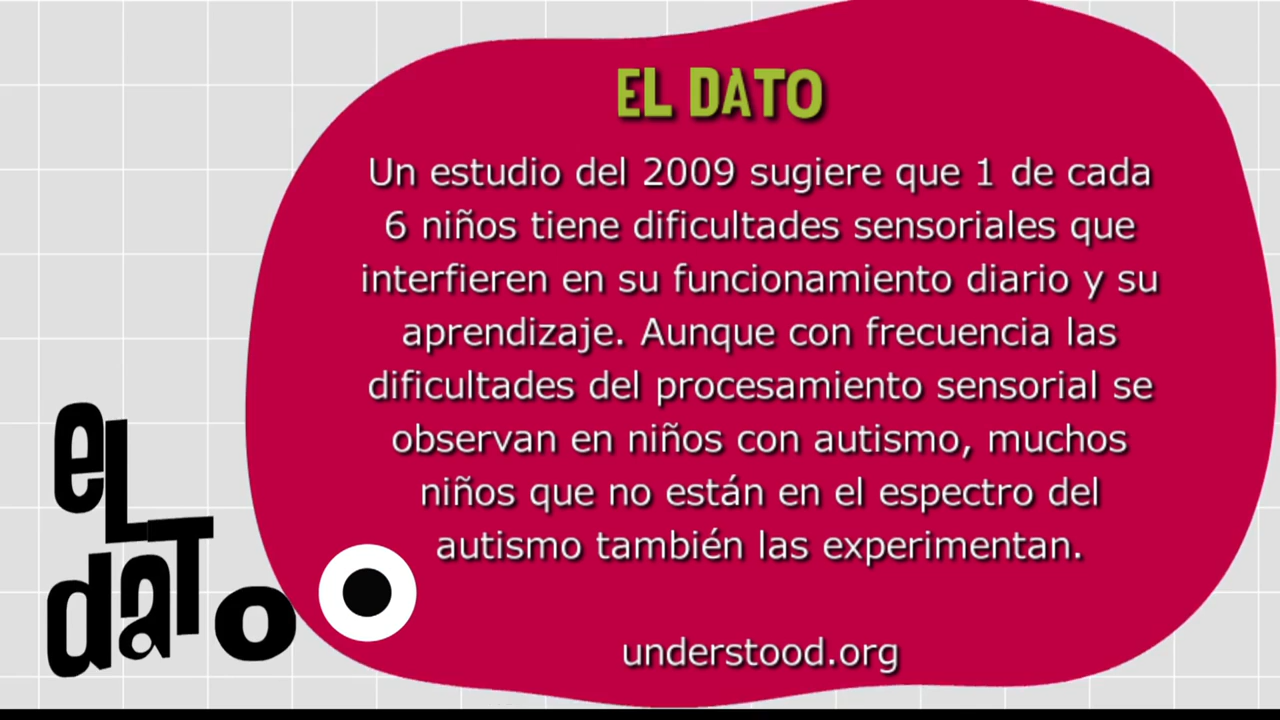 EL DATO
Un estudio del 2009 sugiere que 1 de cada
6 niños tiene dificultades sensoriales que
interfieren en su funcionamiento diario y su
aprendizaje. Aunque con frecuencia las
dificultades del procesamiento sensorial se
observan en niños con autismo, muchos
niños que no están en el espectro del
autismo también las experimentan.
understood.org
eL
daTo